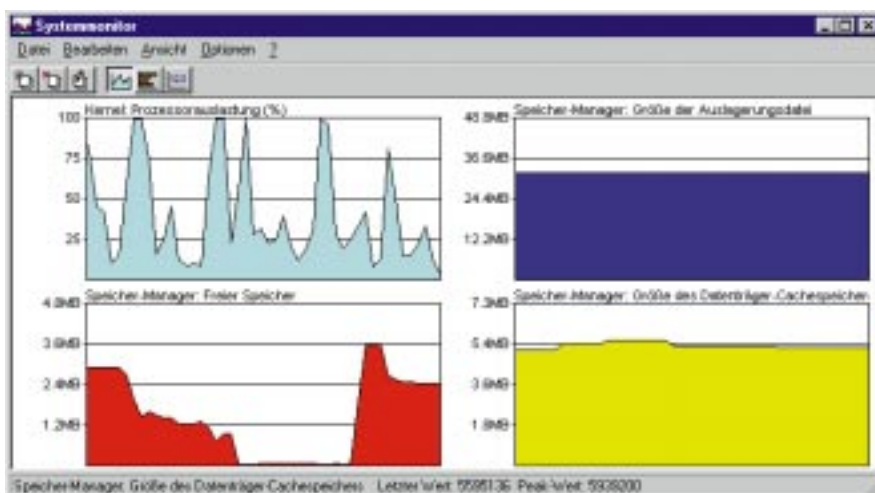 Systemmonitor
Datei Bearbeiten Ansicht Optionen ?
Kernel: Prozessorauslastung (%)
100
75
50
25
Speicher-Manager: Größe der Auslagerungsdatei
48.8MB
36.6MB
24.4MB
12.2MB
Speicher-Manager: Freier Speicher
4.8MB
3.6MB
2.4MB
1.2MB
Speicher-Manager: Größe des Datenträger-Cachespeicher
7.3MB
5.4MB
3.6MB
1.8MB
Speicher-Manager: Größe des Datenträger-Cachespeichers Letzter Wert: 5595136 Peak-Wert: 5939200